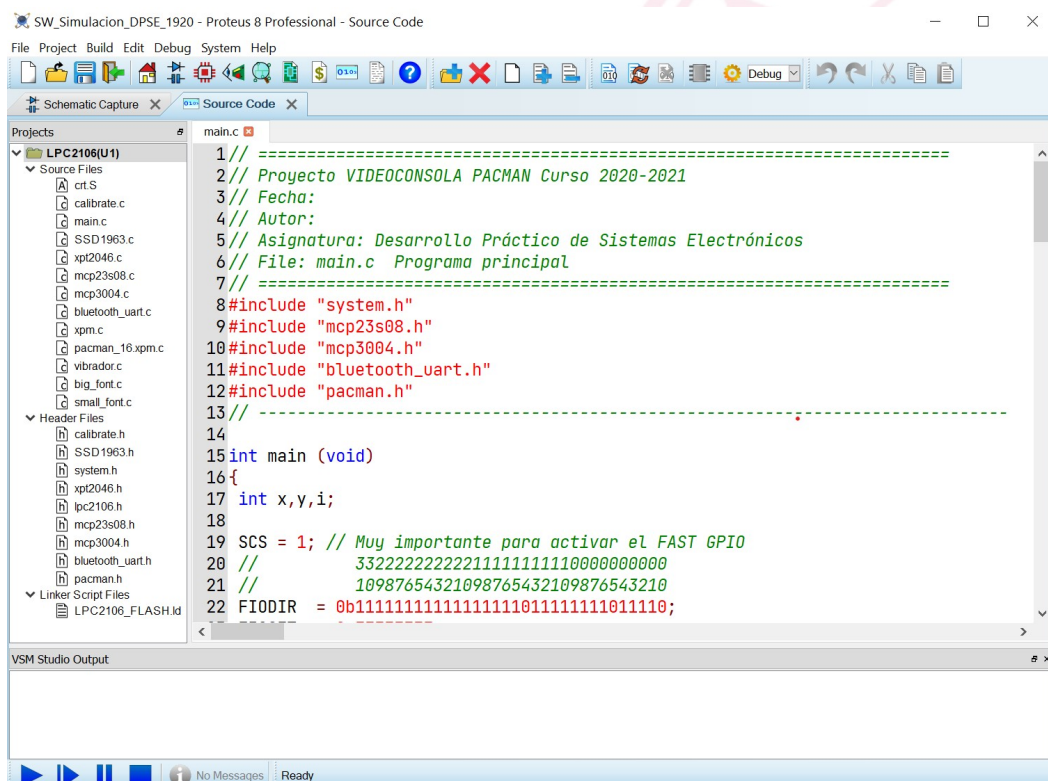 SW_Simulacion_DPSE_1920 - Proteus 8 Professional - Source Code
File Project Build Edit Debug System Help
Debug
Schematic Capture
Source Code
Projects
LPC2106(U1)
Source Files
crt.S
calibrate.c
main.c
SSD1963.c
xpt2046.c
mcp23s08.c
mcp3004.c
bluetooth_uart.c
xpm.c
pacman_16.xpm.c
vibrador.c
big_font.c
small_font.c
Header Files
calibrate.h
SSD1963.h
system.h
xpt2046.h
lpc2106.h
mcp23s08.h
mcp3004.h
bluetooth_uart.h
pacman.h
Linker Script Files
LPC2106_FLASH.ld
main.c
1 // =======================================================================
2 // Proyecto VIDEOCONSOLA PACMAN Curso 2020-2021
3 // Fecha:
4 // Autor:
5 // Asignatura: Desarrollo Práctico de Sistemas Electrónicos
6 // File: main.c  Programa principal
7 // =======================================================================
8 #include "system.h"
9 #include "mcp23s08.h"
10 #include "mcp3004.h"
11 #include "bluetooth_uart.h"
12 #include "pacman.h"
13 // -----------------------------------------------------------------------------
14
15 int main (void)
16 {
17  int x,y,i;
18
19  SCS = 1; // Muy importante para activar el FAST GPIO
20  //          33222222222211111111110000000000
21  //          10987654321098765432109876543210
22  FIODIR  = 0b11111111111111111011111111011110;
VSM Studio Output
No Messages
Ready